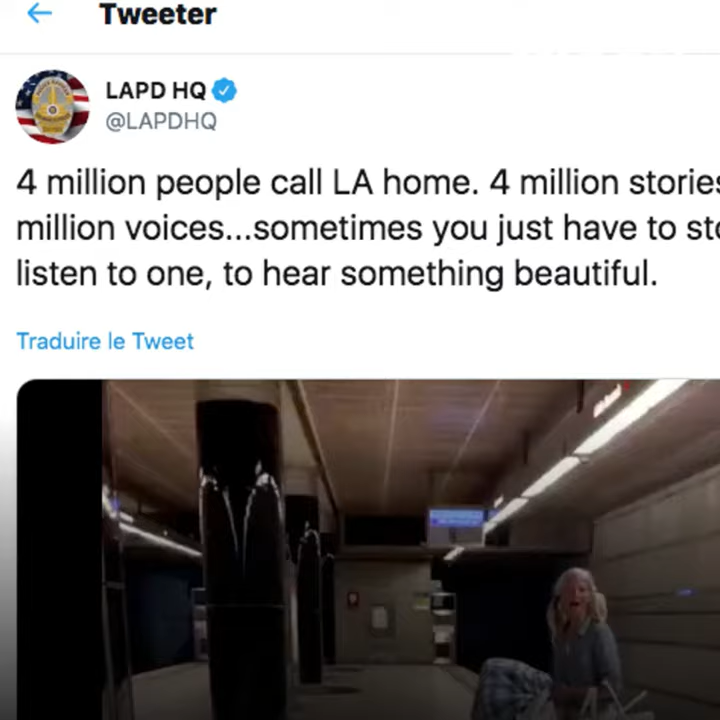 Tweeter
LAPD HQ
@LAPDHQ
4 million people call LA home. 4 million stories
million voices...sometimes you just have to sto
listen to one, to hear something beautiful.
Traduire le Tweet